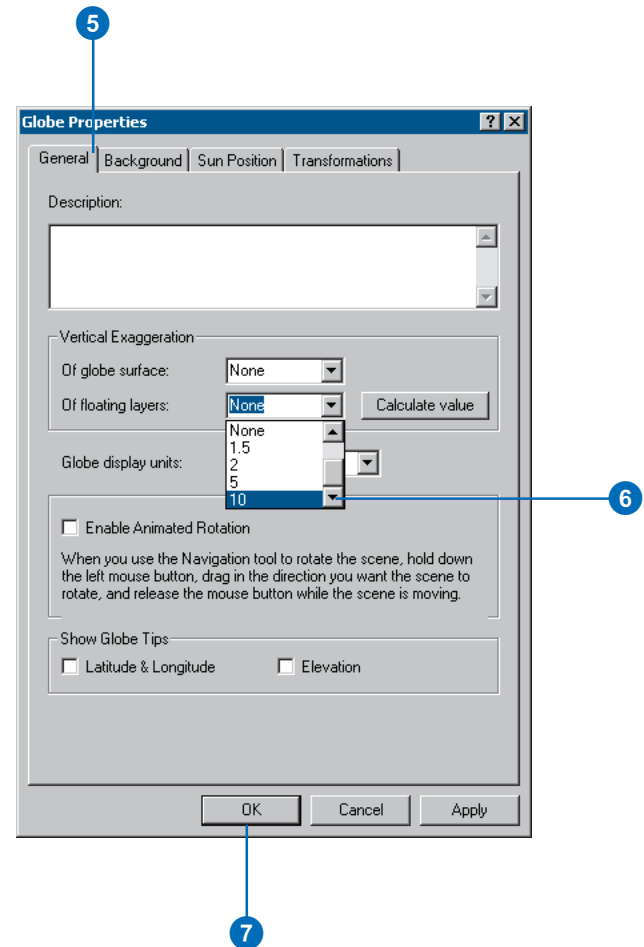 5
Globe Properties
General Background Sun Position Transformations
Description:
Vertical Exaggeration
Of globe surface: None
Of floating layers: None Calculate value
None
1.5
Globe display units: 2
5
10
6
Enable Animated Rotation
When you use the Navigation tool to rotate the scene, hold down
the left mouse button, drag in the direction you want the scene to
rotate, and release the mouse button while the scene is moving.
Show Globe Tips
Latitude & Longitude Elevation
OK Cancel Apply
7